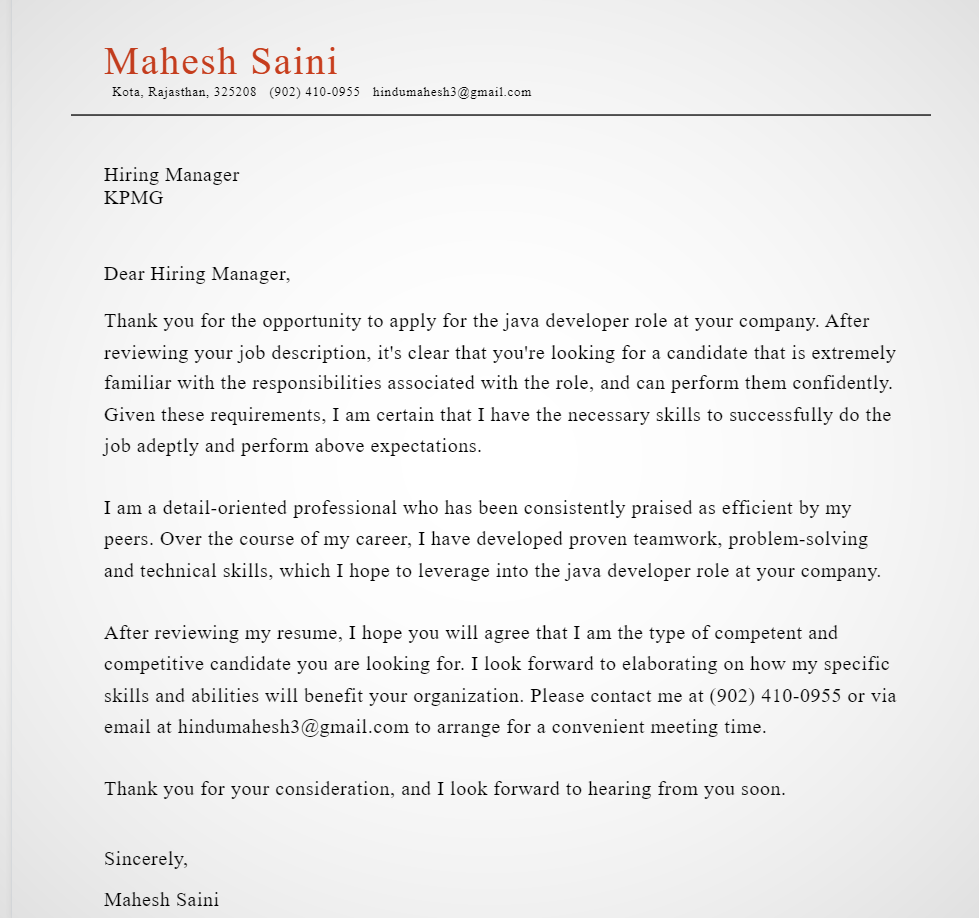 Mahesh Saini
Kota, Rajasthan, 325208 (902) 410-0955 hindumahesh3@gmail.com
Hiring Manager
KPMG
Dear Hiring Manager,
Thank you for the opportunity to apply for the java developer role at your company. After
reviewing your job description, it's clear that you're looking for a candidate that is extremely
familiar with the responsibilities associated with the role, and can perform them confidently.
Given these requirements, I am certain that I have the necessary skills to successfully do the
job adeptly and perform above expectations.
I am a detail-oriented professional who has been consistently praised as efficient by my
peers. Over the course of my career, I have developed proven teamwork, problem-solving
and technical skills, which I hope to leverage into the java developer role at your company.
After reviewing my resume, I hope you will agree that I am the type of competent and
competitive candidate you are looking for. I look forward to elaborating on how my specific
skills and abilities will benefit your organization. Please contact me at (902) 410-0955 or via
email at hindumahesh3@gmail.com to arrange for a convenient meeting time.
Thank you for your consideration, and I look forward to hearing from you soon.
Sincerely,
Mahesh Saini